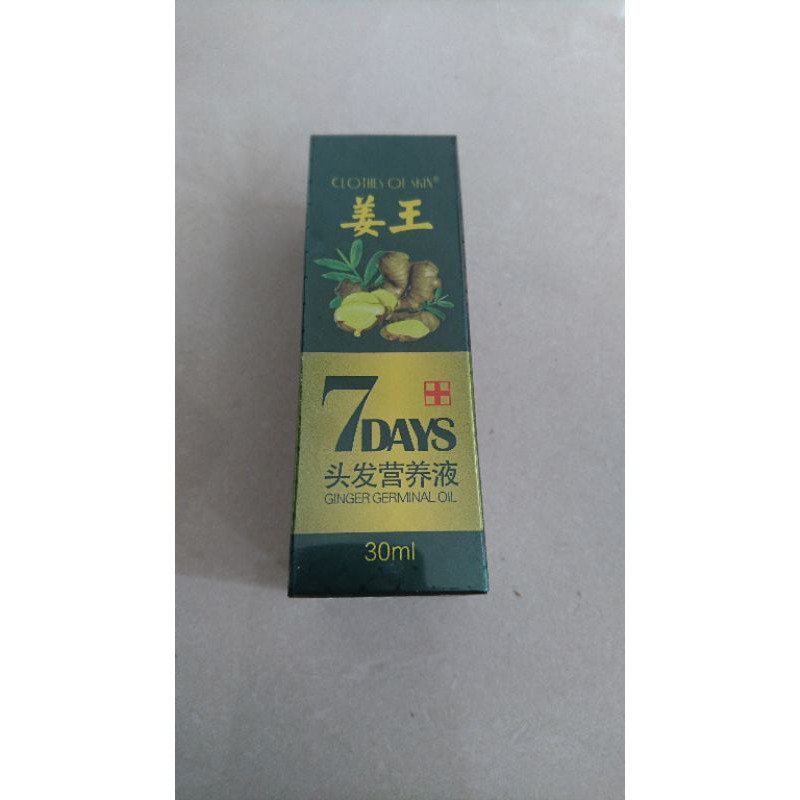 CLOTHES OF SKIN®
姜王
7DAYS
头发营养液
GINGER GERMINAL OIL
30ml